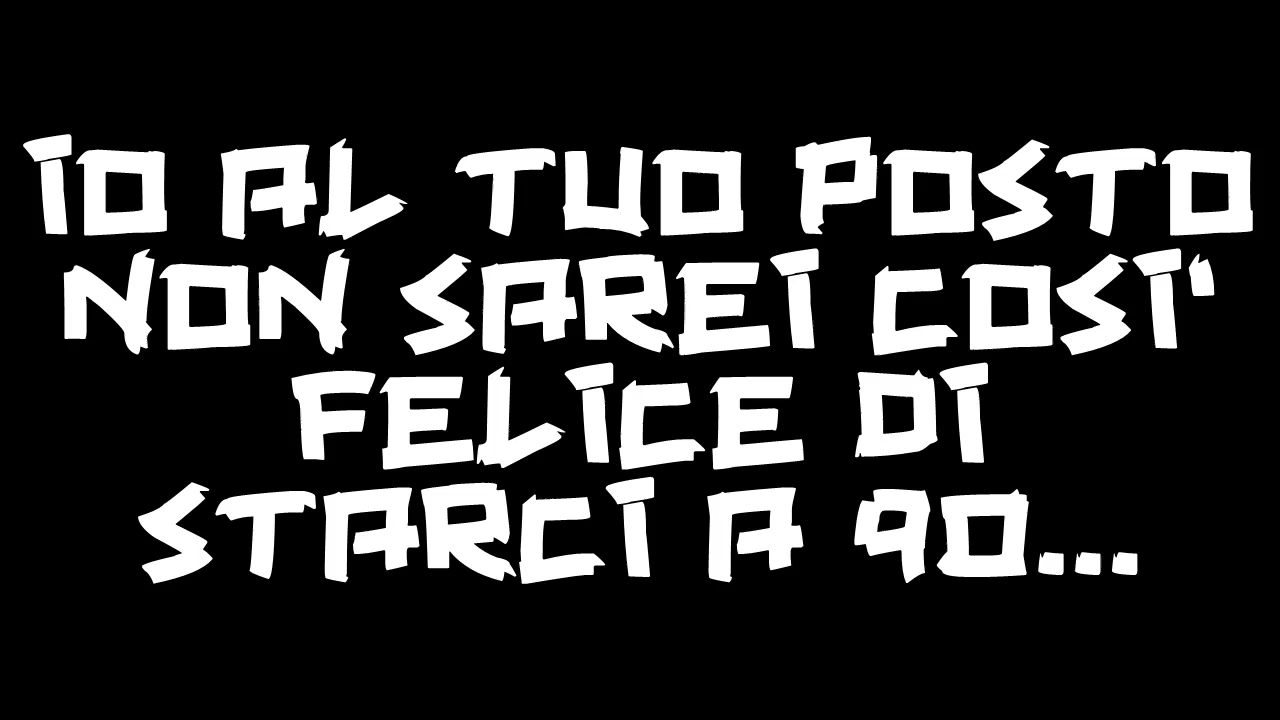 IO AL TUO POSTO
NON SAREI COSI'
FELICE DI
STARCI A 90...